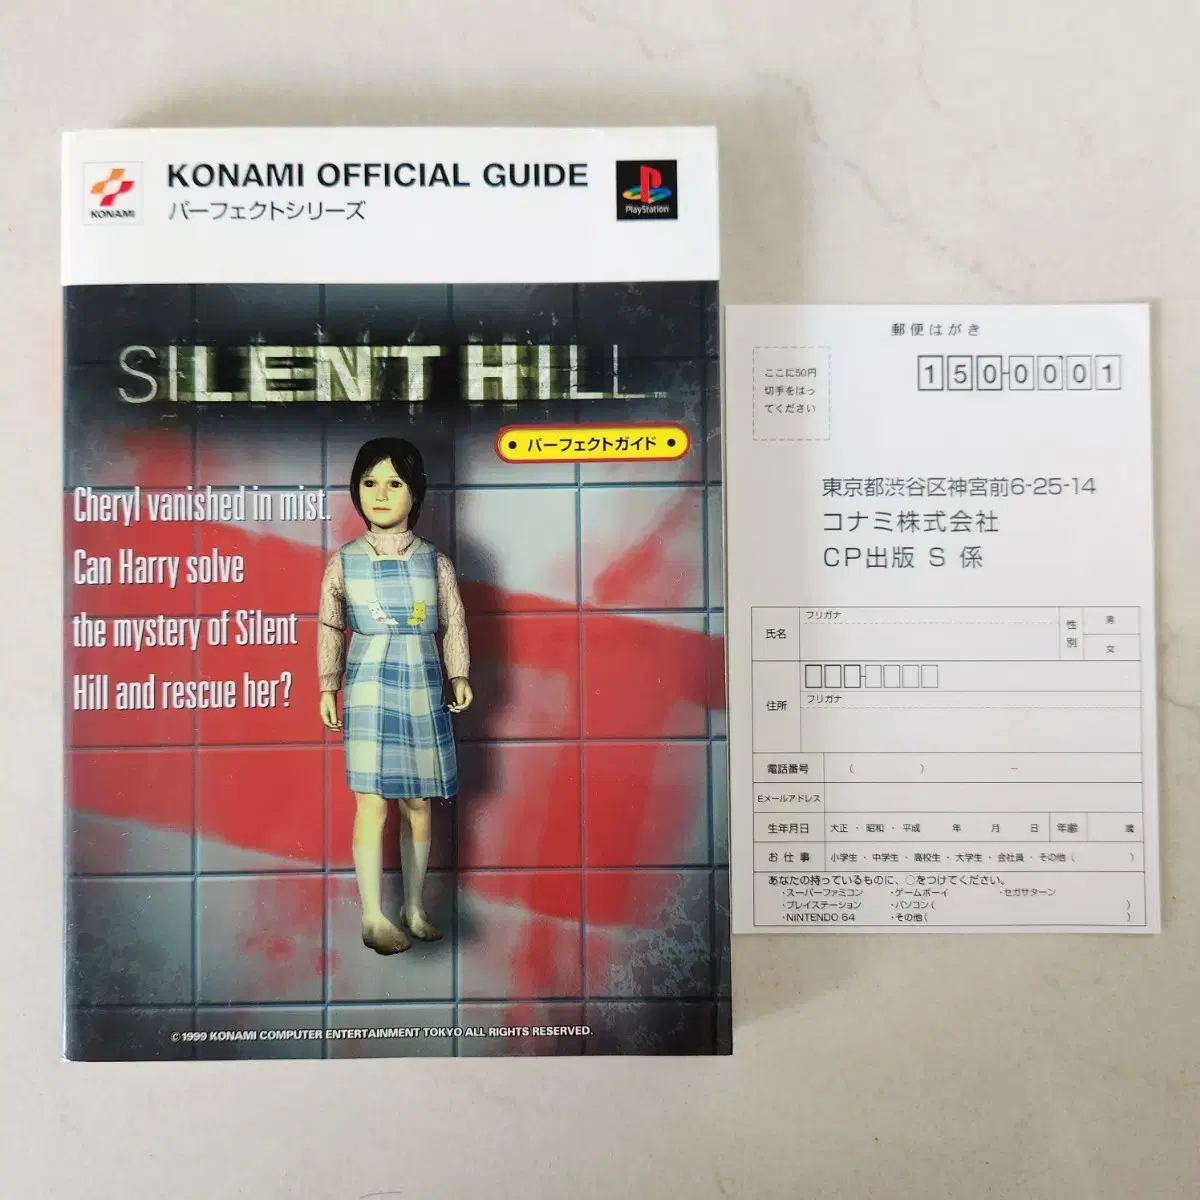 KONAMI
KONAMI OFFICIAL GUIDE
パーフェクトシリーズ
PlayStation
SILENT HILL™
• パーフェクトガイド •
Cheryl vanished in mist.
Can Harry solve
the mystery of Silent
Hill and rescue her?
© 1999 KONAMI COMPUTER ENTERTAINMENT TOKYO ALL RIGHTS RESERVED.
郵便はがき
ここに50円
切手をはっ
てください
150-0001
東京都渋谷区神宮前6-25-14
コナミ株式会社
CP出版 S 係
氏名 フリガナ 性別 男 女
住所 フリガナ
電話番号 ( ) −
Eメールアドレス
生年月日 大正・昭和・平成 年 月 日 年齢 歳
お仕事 小学生・中学生・高校生・大学生・会社員・その他( )
あなたの持っているものに、○をつけてください。
・スーパーファミコン ・ゲームボーイ ・セガサターン
・プレイステーション ・パソコン( )
・NINTENDO 64 ・その他( )